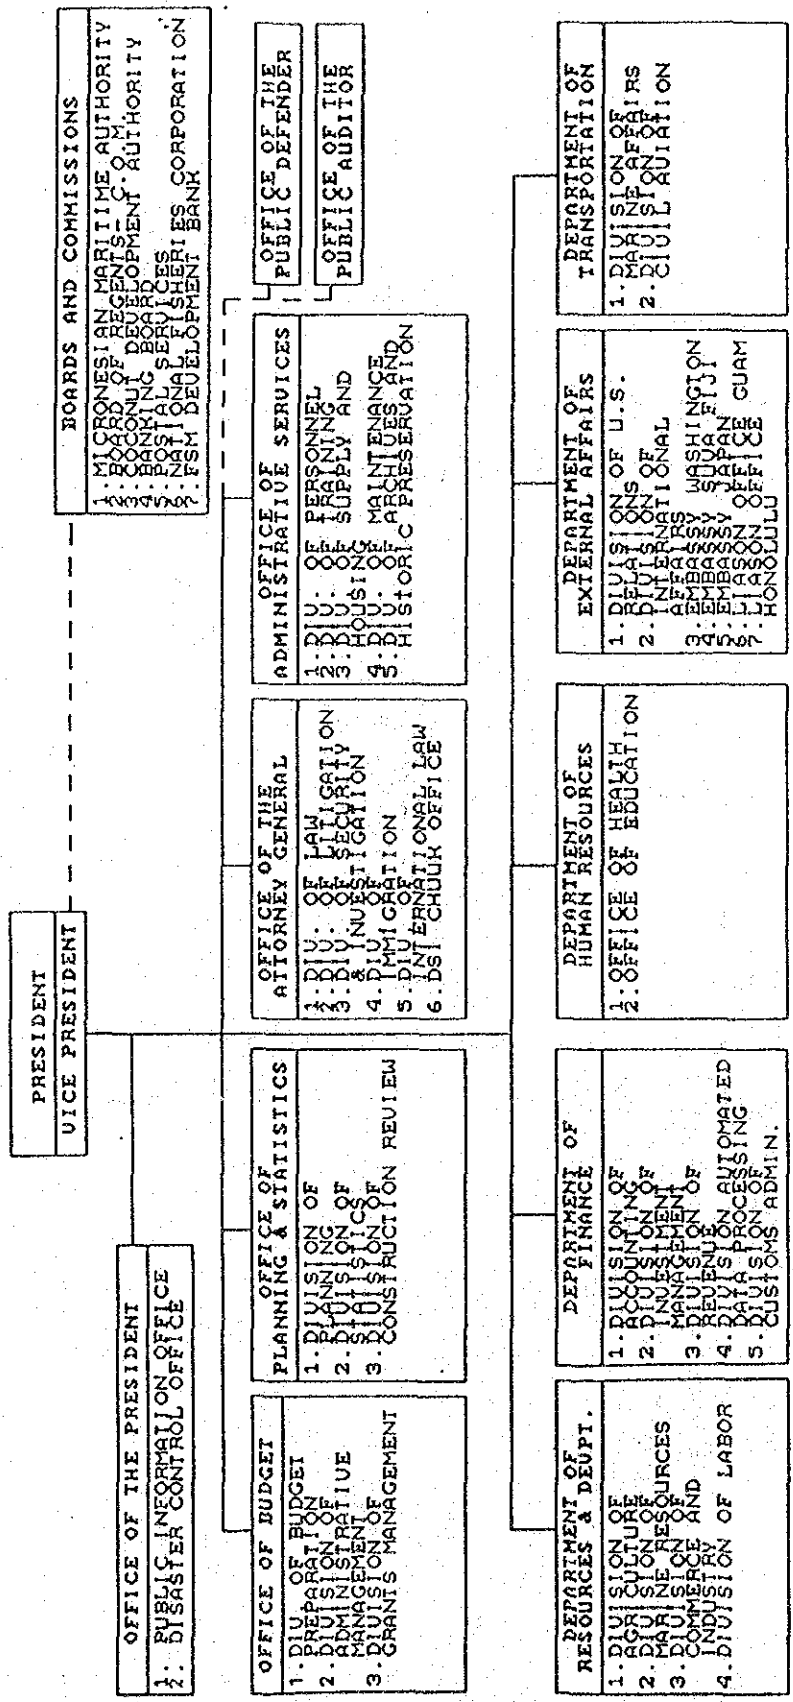 PRESIDENT
VICE PRESIDENT
BOARDS AND COMMISSIONS
1. MICRONESIAN MARITIME AUTHORITY
2. BOARD OF REGENTS- C.O.M.
3. COCONUT DEVELOPMENT AUTHORITY
4. BANKING BOARD
5. POSTAL SERVICES
6. NATIONAL FISHERIES CORPORATION
7. FSM DEVELOPMENT BANK
OFFICE OF THE PRESIDENT
1. PUBLIC INFORMATION OFFICE
2. DISASTER CONTROL OFFICE
OFFICE OF BUDGET
1. DIV. OF BUDGET
PREPARATION
2. DIVISION OF
ADMINISTRATIVE
MANAGEMENT
3. DIVISION OF
GRANTS MANAGEMENT
OFFICE OF
PLANNING & STATISTICS
1. DIVISION OF
PLANNING
2. DIVISION OF
STATISTICS
3. DIVISION OF
CONSTRUCTION REVIEW
OFFICE OF THE
ATTORNEY GENERAL
1. DIV. OF LAW
2. DIV. OF LITIGATION
3. DIV. OF SECURITY
& INVESTIGATION
4. DIV OF
IMMIGRATION
5. DIV OF
INTERNATIONAL LAW
6. DSI CHUUK OFFICE
OFFICE OF
ADMINISTRATIVE SERVICES
1. DIV. OF PERSONNEL
2. DIV. OF TRAINING
3. DIV. OF SUPPLY AND
HOUSING
4. DIV. OF MAINTENANCE
5. DIV. OF ARCHIVES AND
HISTORIC PRESERVATION
OFFICE OF THE
PUBLIC DEFENDER
OFFICE OF THE
PUBLIC AUDITOR
DEPARTMENT OF
RESOURCES & DEVPT.
1. DIVISION OF
AGRICULTURE
2. DIVISION OF
MARINE RESOURCES
3. DIVISION OF
COMMERCE AND
INDUSTRY
4. DIVISION OF LABOR
DEPARTMENT OF
FINANCE
1. DIVISION OF
ACCOUNTING
2. DIVISION OF
INVESTMENT
MANAGEMENT
3. DIVISION OF
REVENUE
4. DIVISION AUTOMATED
DATA PROCESSING
5. DIVISION OF
CUSTOMS ADMIN.
DEPARTMENT OF
HUMAN RESOURCES
1. OFFICE OF HEALTH
2. OFFICE OF EDUCATION
DEPARTMENT OF
EXTERNAL AFFAIRS
1. DIVISIONS OF U.S.
RELATIONS
2. DIVISION OF
INTERNATIONAL
AFFAIRS
3. EMBASSY WASHINGTON
4. EMBASSY SUVA FIJI
5. EMBASSY JAPAN
6. LIASON OFFICE GUAM
7. LIASON OFFICE
HONOLULU
DEPARTMENT OF
TRANSPORTATION
1. DIVISION OF
MARINE AFFAIRS
2. DIVISION OF
CIVIL AVIATION